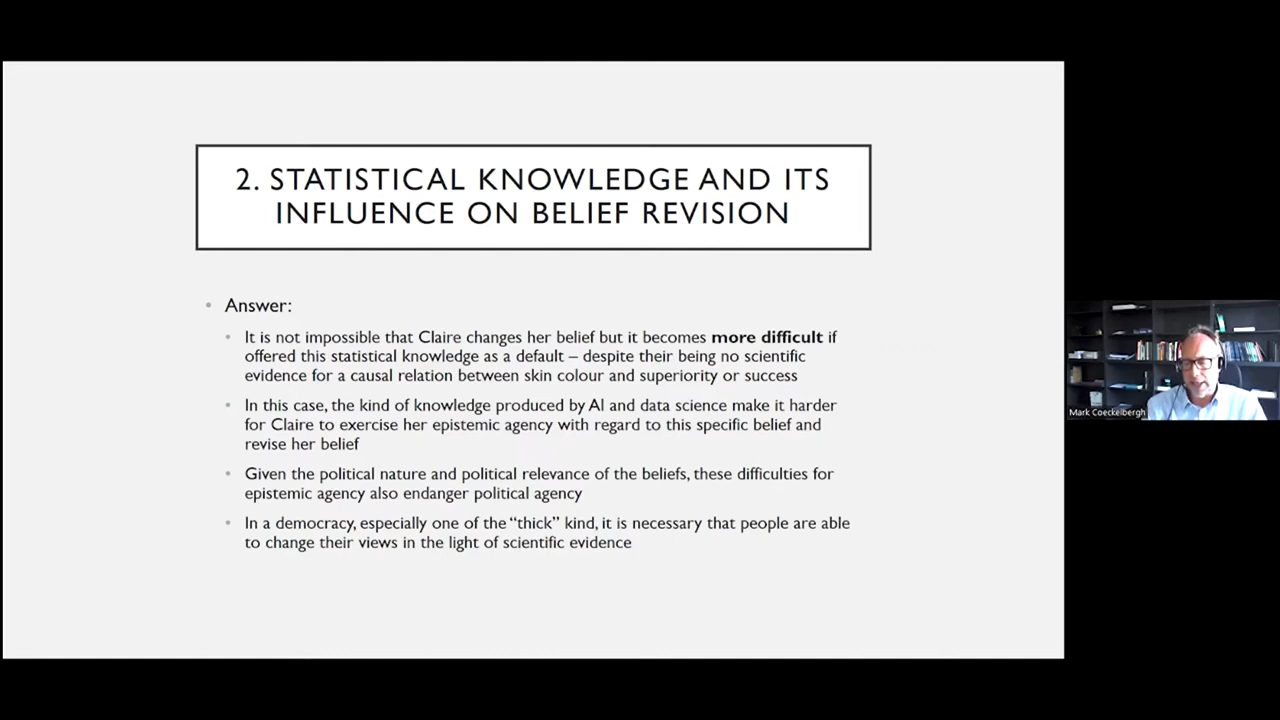 2. STATISTICAL KNOWLEDGE AND ITS
INFLUENCE ON BELIEF REVISION
• Answer:
• It is not impossible that Claire changes her belief but it becomes more difficult if
offered this statistical knowledge as a default – despite their being no scientific
evidence for a causal relation between skin colour and superiority or success
• In this case, the kind of knowledge produced by AI and data science make it harder
for Claire to exercise her epistemic agency with regard to this specific belief and
revise her belief
• Given the political nature and political relevance of the beliefs, these difficulties for
epistemic agency also endanger political agency
• In a democracy, especially one of the “thick” kind, it is necessary that people are able
to change their views in the light of scientific evidence
Mark Coeckelbergh